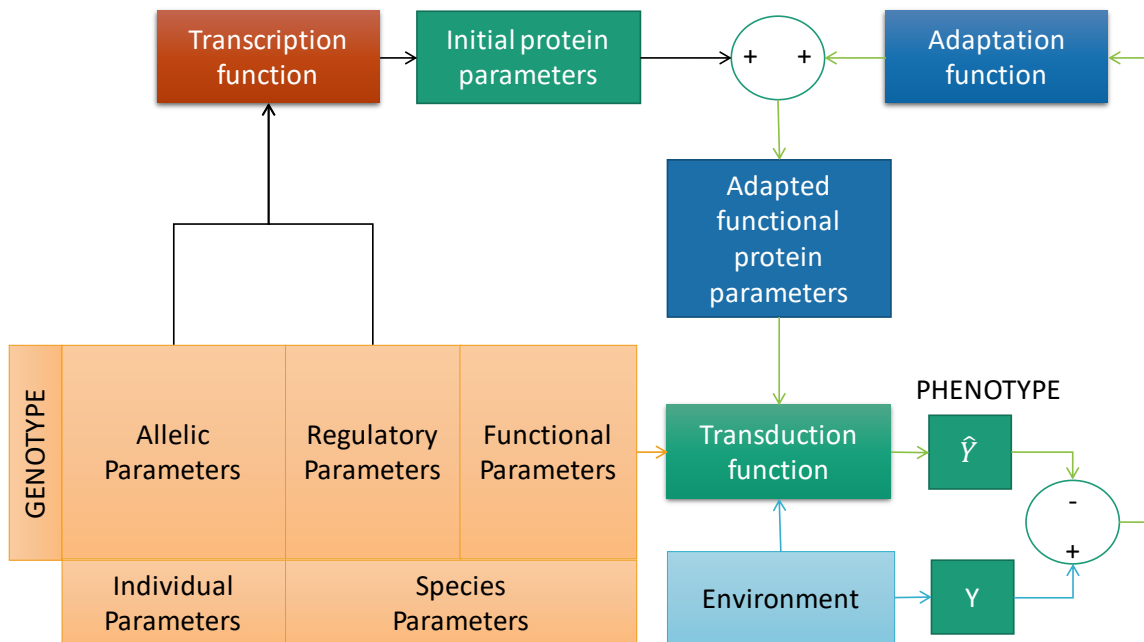 Transcription
function
Initial protein
parameters
+ +
Adaptation
function
Adapted
functional
protein
parameters
GENOTYPE
Allelic
Parameters
Regulatory
Parameters
Functional
Parameters
Transduction
function
PHENOTYPE
Ŷ
-
+
Individual
Parameters
Species
Parameters
Environment
Y